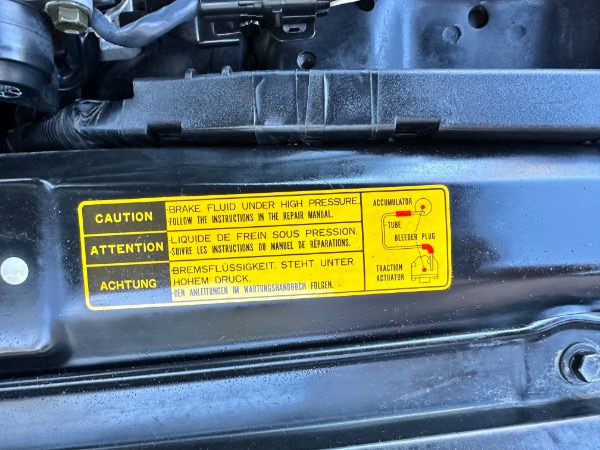 CAUTION
BRAKE FLUID UNDER HIGH PRESSURE.
FOLLOW THE INSTRUCTIONS IN THE REPAIR MANUAL.
ATTENTION
LIQUIDE DE FREIN SOUS PRESSION.
SUIVRE LES INSTRUCTIONS DU MANUEL DE RÉPARATIONS.
ACHTUNG
BREMSFLÜSSIGKEIT STEHT UNTER
HOHEM DRUCK.
DEN ANLEITUNGEN IM WARTUNGSHANDBUCH FOLGEN.
ACCUMULATOR
TUBE
BLEEDER PLUG
TRACTION
ACTUATOR